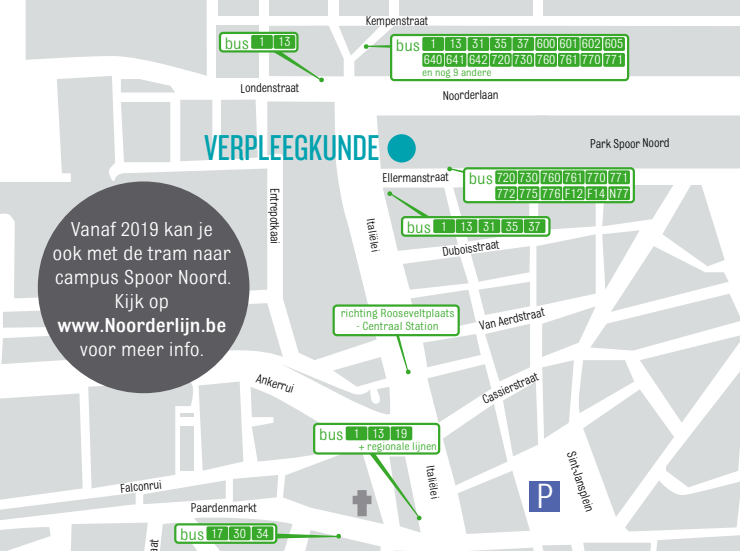 Kempenstraat
bus 1 13
bus 1 13 31 35 37 600 601 602 605
640 641 642 720 730 760 761 770 771
en nog 9 andere
Londenstraat
Noorderlaan
VERPLEEGKUNDE
Park Spoor Noord
Ellermanstraat
bus 720 730 760 761 770 771
772 775 776 F12 F14 N77
Entrepotkaai
Italiëlei
bus 1 13 31 35 37
Duboisstraat
Vanaf 2019 kan je
ook met de tram naar
campus Spoor Noord.
Kijk op
www.Noorderlijn.be
voor meer info.
richting Rooseveltplaats
- Centraal Station
Van Aerdtstraat
Ankerrui
Cassierstraat
bus 1 13 19
+ regionale lijnen
Italiëlei
Sint-Jansplein
P
Falconrui
Paardenmarkt
bus 17 30 34
aat